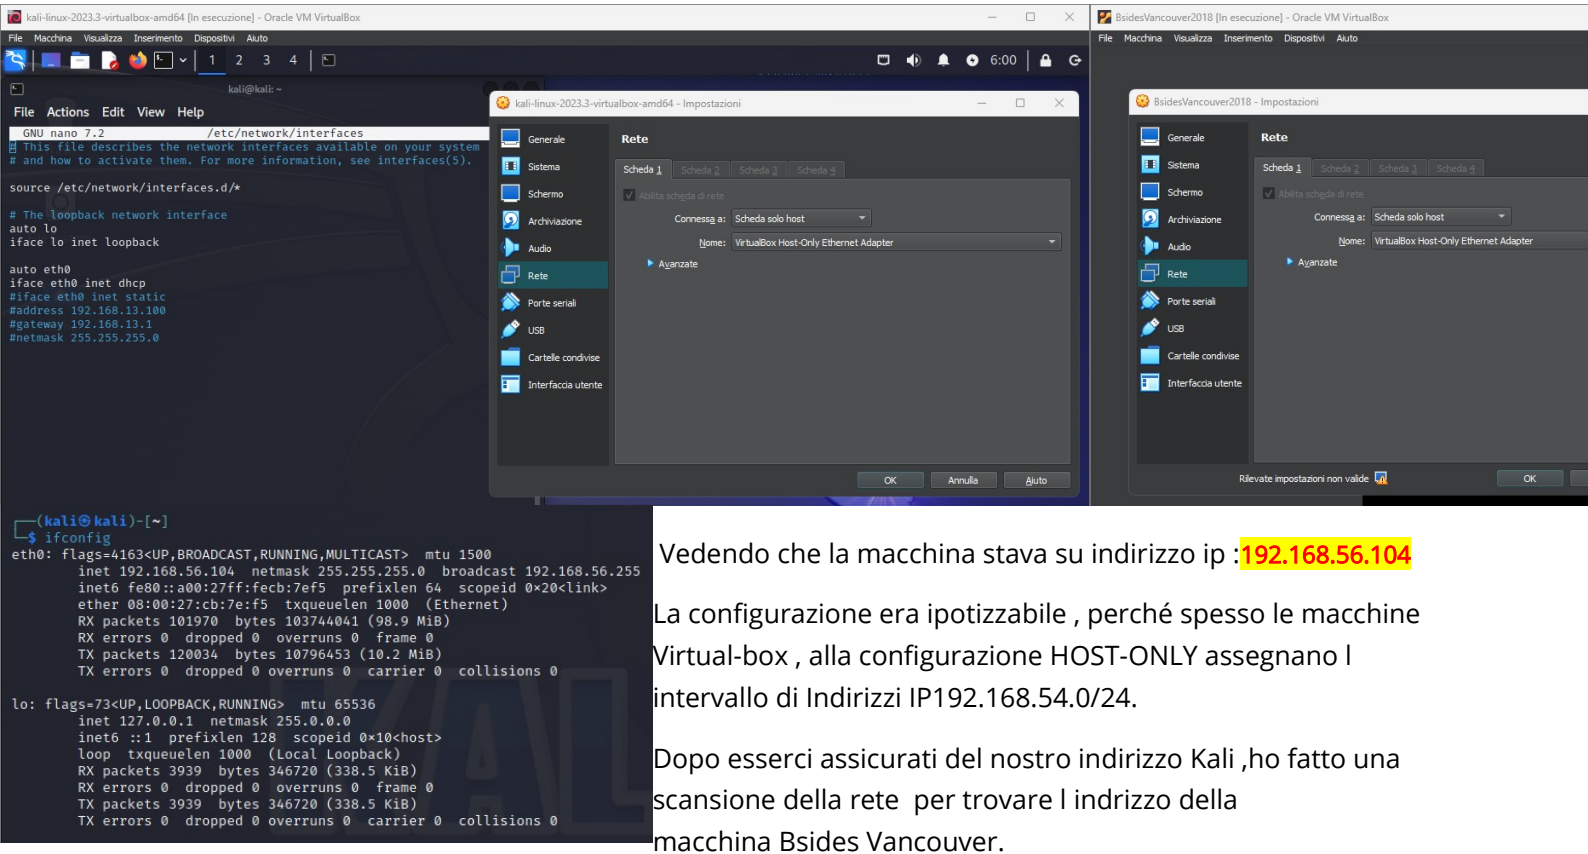 kali-linux-2023.3-virtualbox-amd64 [In esecuzione] - Oracle VM VirtualBox
File Macchina Visualizza Inserimento Dispositivi Aiuto
1 2 3 4
6:00
kali@kali: ~
File Actions Edit View Help
GNU nano 7.2 /etc/network/interfaces
# This file describes the network interfaces available on your system
# and how to activate them. For more information, see interfaces(5).
source /etc/network/interfaces.d/*
# The loopback network interface
auto lo
iface lo inet loopback
auto eth0
iface eth0 inet dhcp
#iface eth0 inet static
#address 192.168.13.100
#gateway 192.168.13.1
#netmask 255.255.255.0
kali-linux-2023.3-virtualbox-amd64 - Impostazioni
Generale
Sistema
Schermo
Archiviazione
Audio
Rete
Porte seriali
USB
Cartelle condivise
Interfaccia utente
Rete
Scheda 1 Scheda 2 Scheda 3 Scheda 4
Abilita scheda di rete
Connessa a: Scheda solo host
Nome: VirtualBox Host-Only Ethernet Adapter
Avanzate
OK Annulla Aiuto
BsidesVancouver2018 [In esecuzione] - Oracle VM VirtualBox
File Macchina Visualizza Inserimento Dispositivi Aiuto
BsidesVancouver2018 - Impostazioni
Generale
Sistema
Schermo
Archiviazione
Audio
Rete
Porte seriali
USB
Cartelle condivise
Interfaccia utente
Rete
Scheda 1 Scheda 2 Scheda 3 Scheda 4
Abilita scheda di rete
Connessa a: Scheda solo host
Nome: VirtualBox Host-Only Ethernet Adapter
Avanzate
Rilevate impostazioni non valide
OK
(kali㉿kali)-[~]
$ ifconfig
eth0: flags=4163<UP,BROADCAST,RUNNING,MULTICAST> mtu 1500
inet 192.168.56.104 netmask 255.255.255.0 broadcast 192.168.56.255
inet6 fe80::a00:27ff:fecb:7ef5 prefixlen 64 scopeid 0×20<link>
ether 08:00:27:cb:7e:f5 txqueuelen 1000 (Ethernet)
RX packets 101970 bytes 103744041 (98.9 MiB)
RX errors 0 dropped 0 overruns 0 frame 0
TX packets 120034 bytes 10796453 (10.2 MiB)
TX errors 0 dropped 0 overruns 0 carrier 0 collisions 0
lo: flags=73<UP,LOOPBACK,RUNNING> mtu 65536
inet 127.0.0.1 netmask 255.0.0.0
inet6 ::1 prefixlen 128 scopeid 0×10<host>
loop txqueuelen 1000 (Local Loopback)
RX packets 3939 bytes 346720 (338.5 KiB)
RX errors 0 dropped 0 overruns 0 frame 0
TX packets 3939 bytes 346720 (338.5 KiB)
TX errors 0 dropped 0 overruns 0 carrier 0 collisions 0
Vedendo che la macchina stava su indirizzo ip :192.168.56.104
La configurazione era ipotizzabile , perché spesso le macchine
Virtual-box , alla configurazione HOST-ONLY assegnano l
intervallo di Indirizzi IP192.168.54.0/24.
Dopo esserci assicurati del nostro indirizzo Kali ,ho fatto una
scansione della rete per trovare l indrizzo della
macchina Bsides Vancouver.